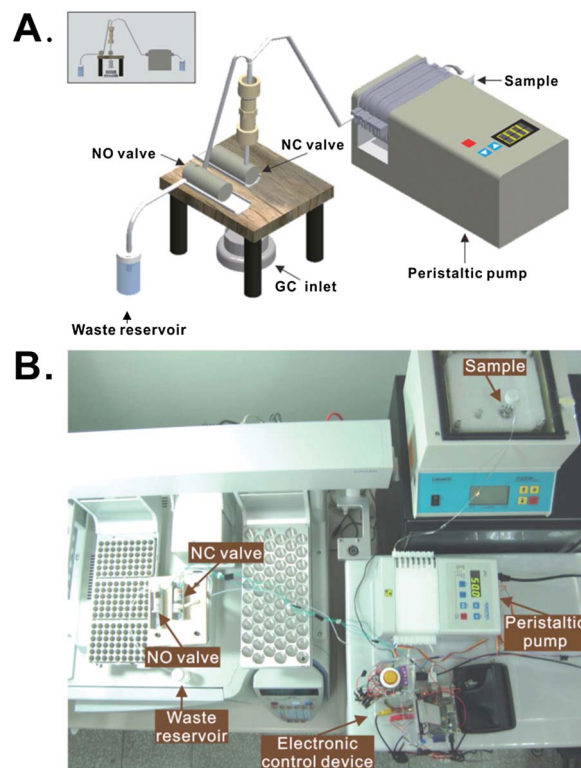 A.
Sample
NO valve
NC valve
Peristaltic pump
GC inlet
Waste reservoir
B.
Sample
NC valve
NO valve
Peristaltic
pump
Waste
reservoir
Electronic
control device